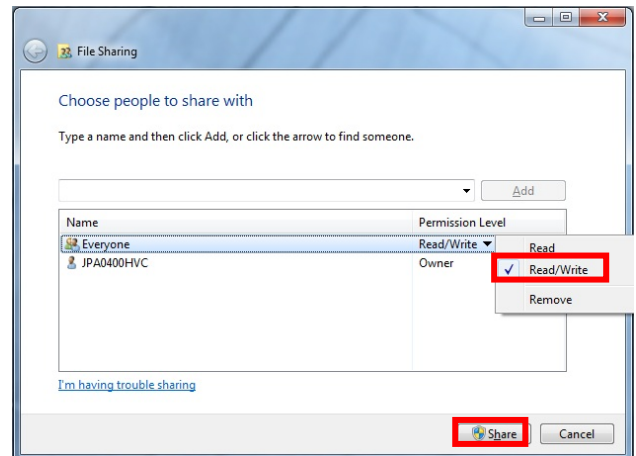 File Sharing
Choose people to share with
Type a name and then click Add, or click the arrow to find someone.
Add
Name Permission Level
Everyone Read/Write
JPA0400HVC Owner
Read
Read/Write
Remove
I'm having trouble sharing
Share Cancel